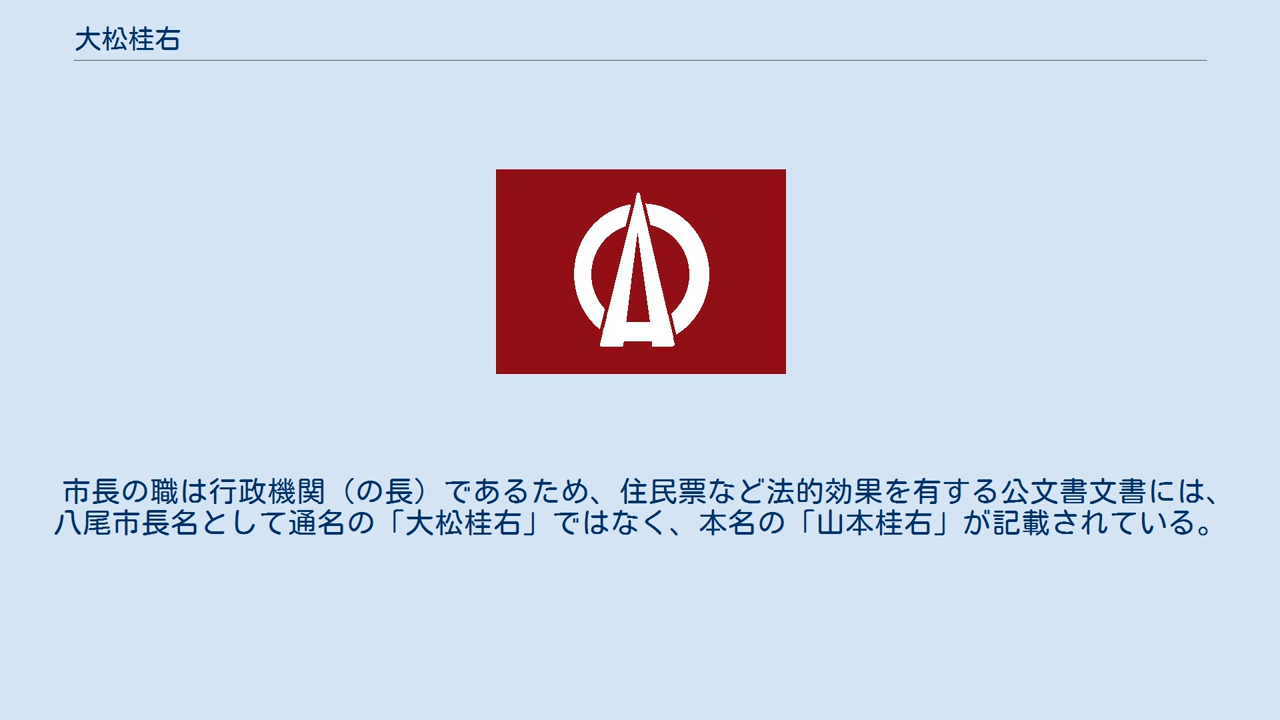 大松桂右
市長の職は行政機関（の長）であるため、住民票など法的効果を有する公文書文書には、
八尾市長名として通名の「大松桂右」ではなく、本名の「山本桂右」が記載されている。